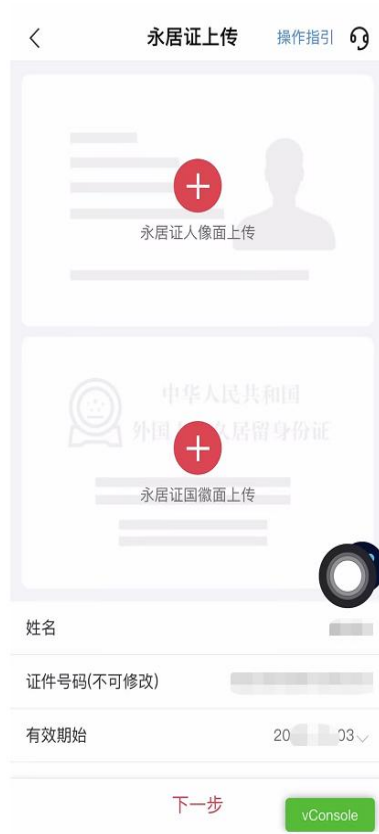 永居证上传 操作指引
永居证人像面上传
中华人民共和国
外国 久居留身份证
永居证国徽面上传
姓名
证件号码(不可修改)
有效期始 20 03
下一步
vConsole